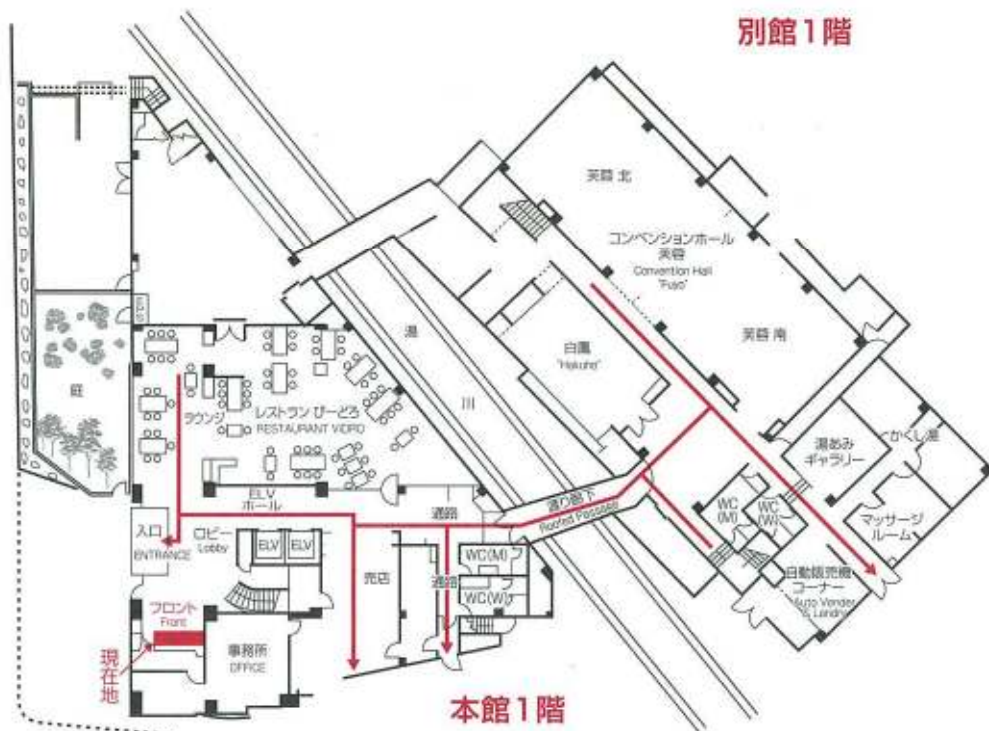 別館1階
芙蓉 北
コンベンションホール
芙蓉
Convention Hall
"Fuso"
芙蓉 南
白鳳
"Hakuho"
湯
川
庭
ラウンジ
レストラン びーどろ
RESTAURANT VIDRO
ELV
ホール
通路
渡り廊下
Roofed Passage
湯あみ
ギャラリー
かくし湯
マッサージ
ルーム
WC
(M)
WC
(W)
自動販売機
コーナー
Auto Vender
& Landry
入口
ENTRANCE
ロビー
Lobby
ELV
ELV
売店
通路
WC(M)
WC(W)
フロント
Front
事務所
OFFICE
現在地
本館1階